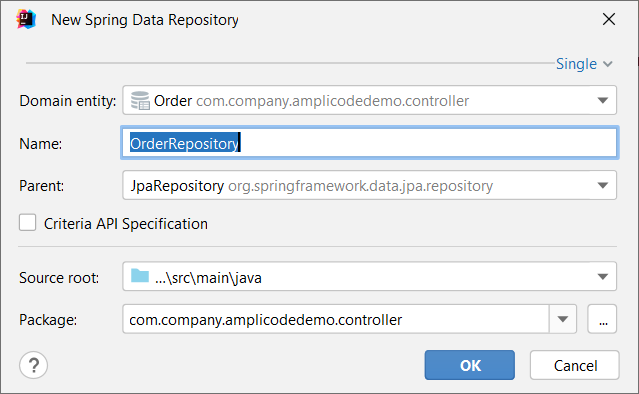 New Spring Data Repository
Single
Domain entity: Order com.company.amplicodedemo.controller
Name: OrderRepository
Parent: JpaRepository org.springframework.data.jpa.repository
Criteria API Specification
Source root: ...\src\main\java
Package: com.company.amplicodedemo.controller ...
? OK Cancel